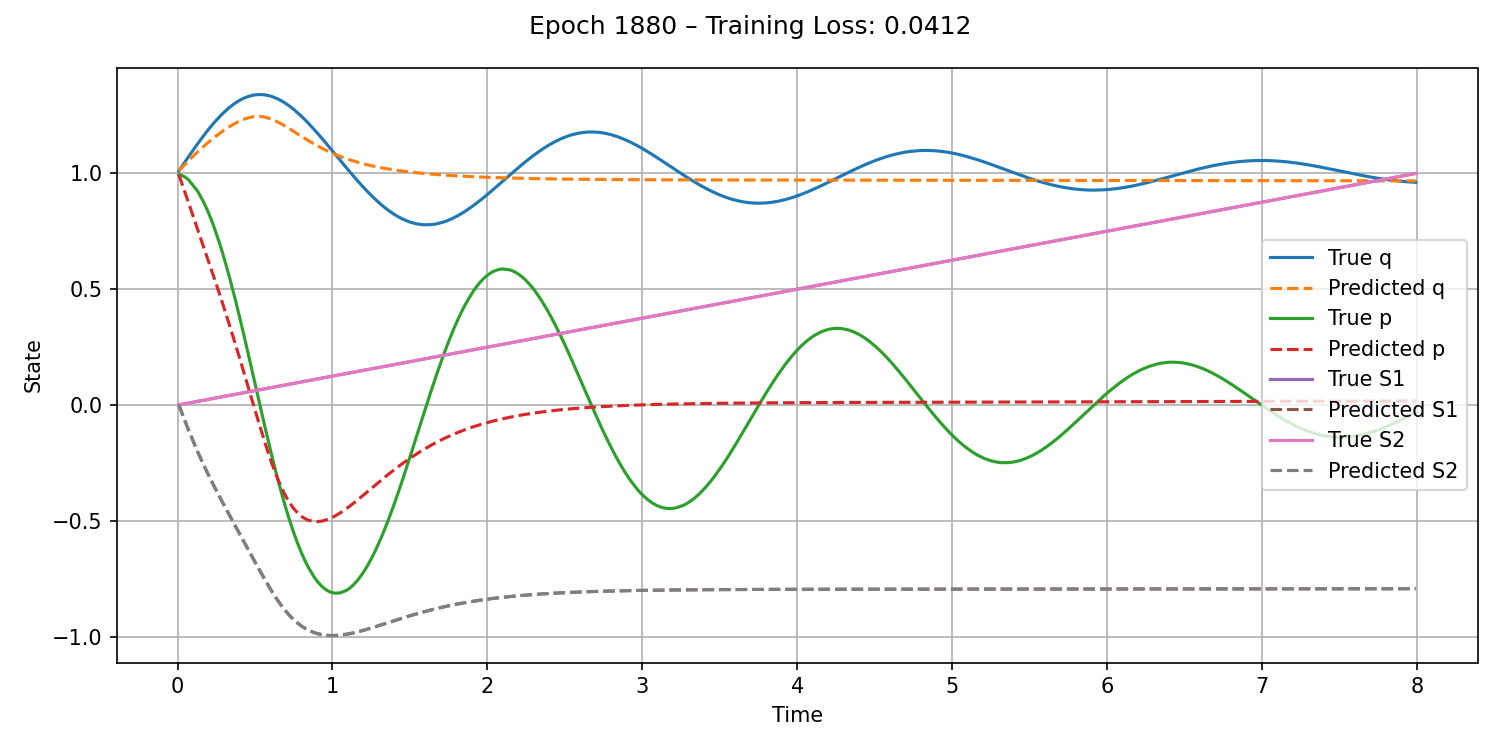 Epoch 1880 – Training Loss: 0.0412
State
1.0
0.5
0.0
−0.5
−1.0
True q
Predicted q
True p
Predicted p
True S1
Predicted S1
True S2
Predicted S2
0 1 2 3 4 5 6 7 8
Time